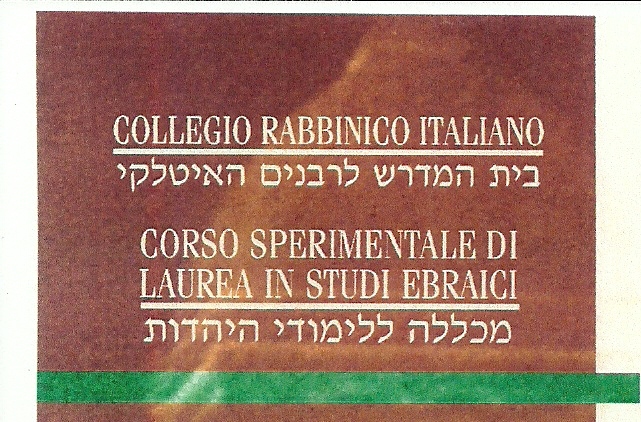 COLLEGIO RABBINICO ITALIANO
בית המדרש לרבנים האיטלקי
CORSO SPERIMENTALE DI
LAUREA IN STUDI EBRAICI
מכללה ללימודי היהדות